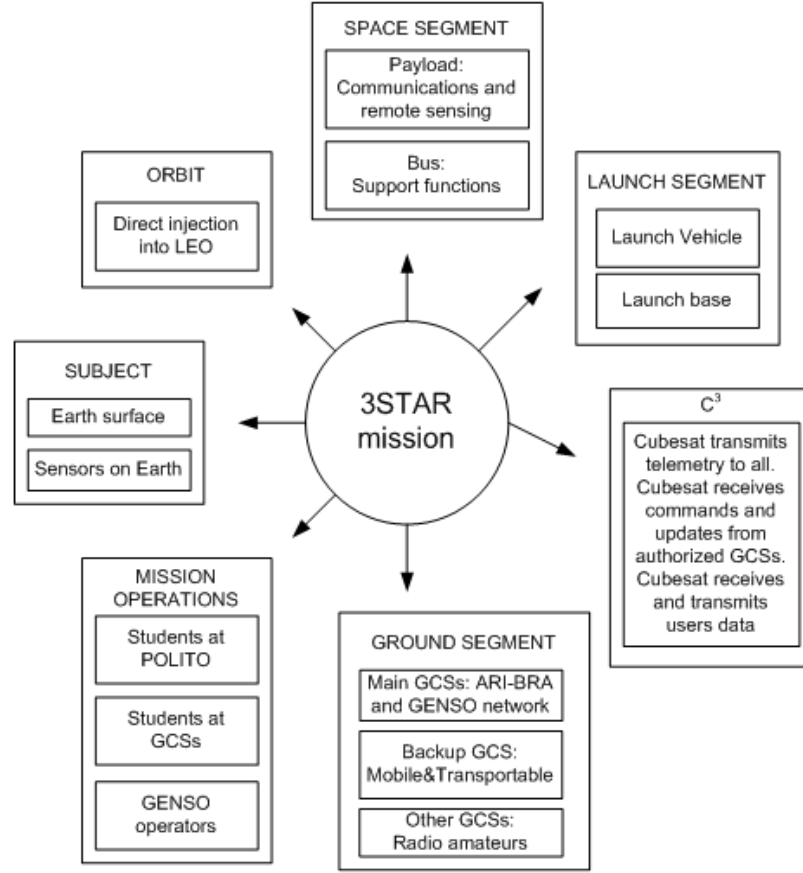 SPACE SEGMENT
Payload:
Communications and
remote sensing
Bus:
Support functions
ORBIT
Direct injection
into LEO
LAUNCH SEGMENT
Launch Vehicle
Launch base
SUBJECT
Earth surface
Sensors on Earth
3STAR
mission
C³
Cubesat transmits
telemetry to all.
Cubesat receives
commands and
updates from
authorized GCSs.
Cubesat receives
and transmits
users data
MISSION
OPERATIONS
Students at
POLITO
Students at
GCSs
GENSO
operators
GROUND SEGMENT
Main GCSs: ARI-BRA
and GENSO network
Backup GCS:
Mobile&Transportable
Other GCSs:
Radio amateurs